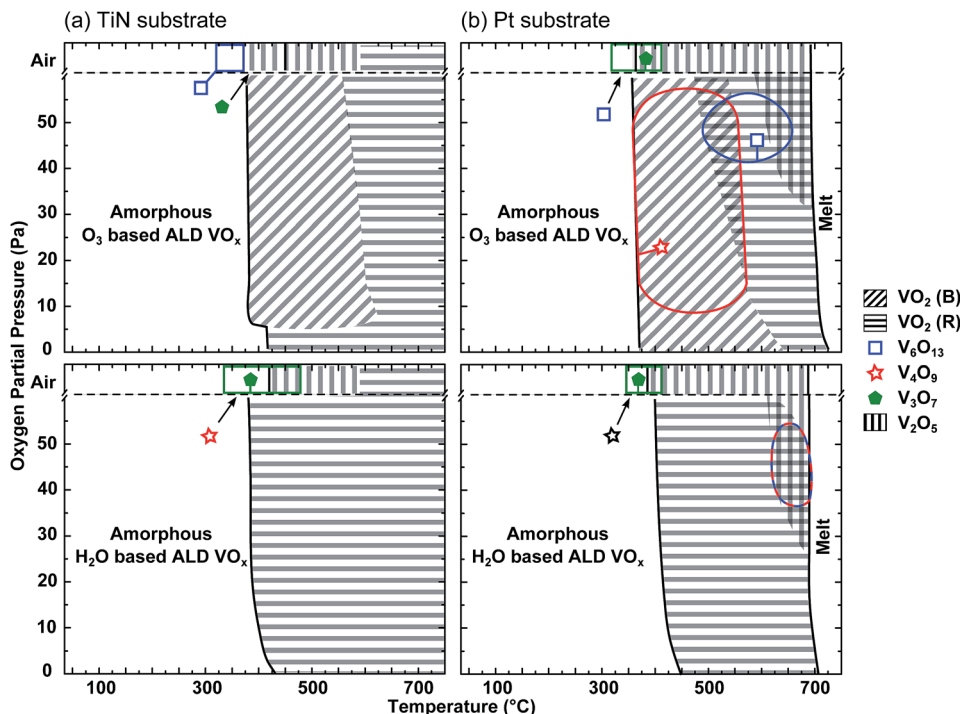 (a) TiN substrate
(b) Pt substrate
Air
50
40
30
20
10
0
Amorphous
O₃ based ALD VOₓ
Amorphous
O₃ based ALD VOₓ
Melt
Oxygen Partial Pressure (Pa)
VO₂ (B)
VO₂ (R)
V₆O₁₃
V₄O₉
V₃O₇
V₂O₅
Air
50
40
30
20
10
0
Amorphous
H₂O based ALD VOₓ
Amorphous
H₂O based ALD VOₓ
Melt
100 300 500 700 100 300 500 700
Temperature (°C)